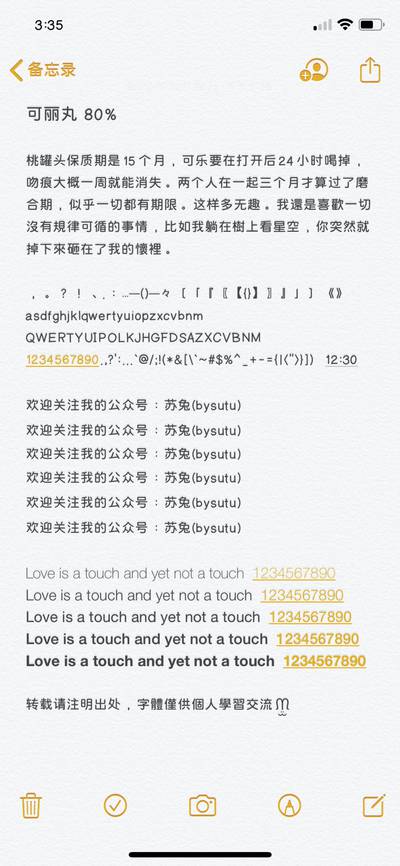 3:35
备忘录
可丽丸 80%
桃罐头保质期是15个月，可乐要在打开后24小时喝掉，
吻痕大概一周就能消失。两个人在一起三个月才算过了磨
合期，似乎一切都有期限。这样多无趣。我還是喜歡一切
沒有規律可循的事情，比如我躺在樹上看星空，你突然就
掉下來砸在了我的懷裡。
，。？！、.：…—()—々［「『〖【{}】〗』」］《》
asdfghjklqwertyuiopzxcvbnm
QWERTYUIPOLKJHGFDSAZXCVBNM
1234567890.,?':…`@/;!(*&[\`~#$%^_+-={|〈"〉}]) 12:30
欢迎关注我的公众号：苏兔(bysutu)
欢迎关注我的公众号：苏兔(bysutu)
欢迎关注我的公众号：苏兔(bysutu)
欢迎关注我的公众号：苏兔(bysutu)
欢迎关注我的公众号：苏兔(bysutu)
欢迎关注我的公众号：苏兔(bysutu)
Love is a touch and yet not a touch 1234567890
Love is a touch and yet not a touch 1234567890
Love is a touch and yet not a touch 1234567890
Love is a touch and yet not a touch 1234567890
Love is a touch and yet not a touch 1234567890
转载请注明出处，字體僅供個人學習交流